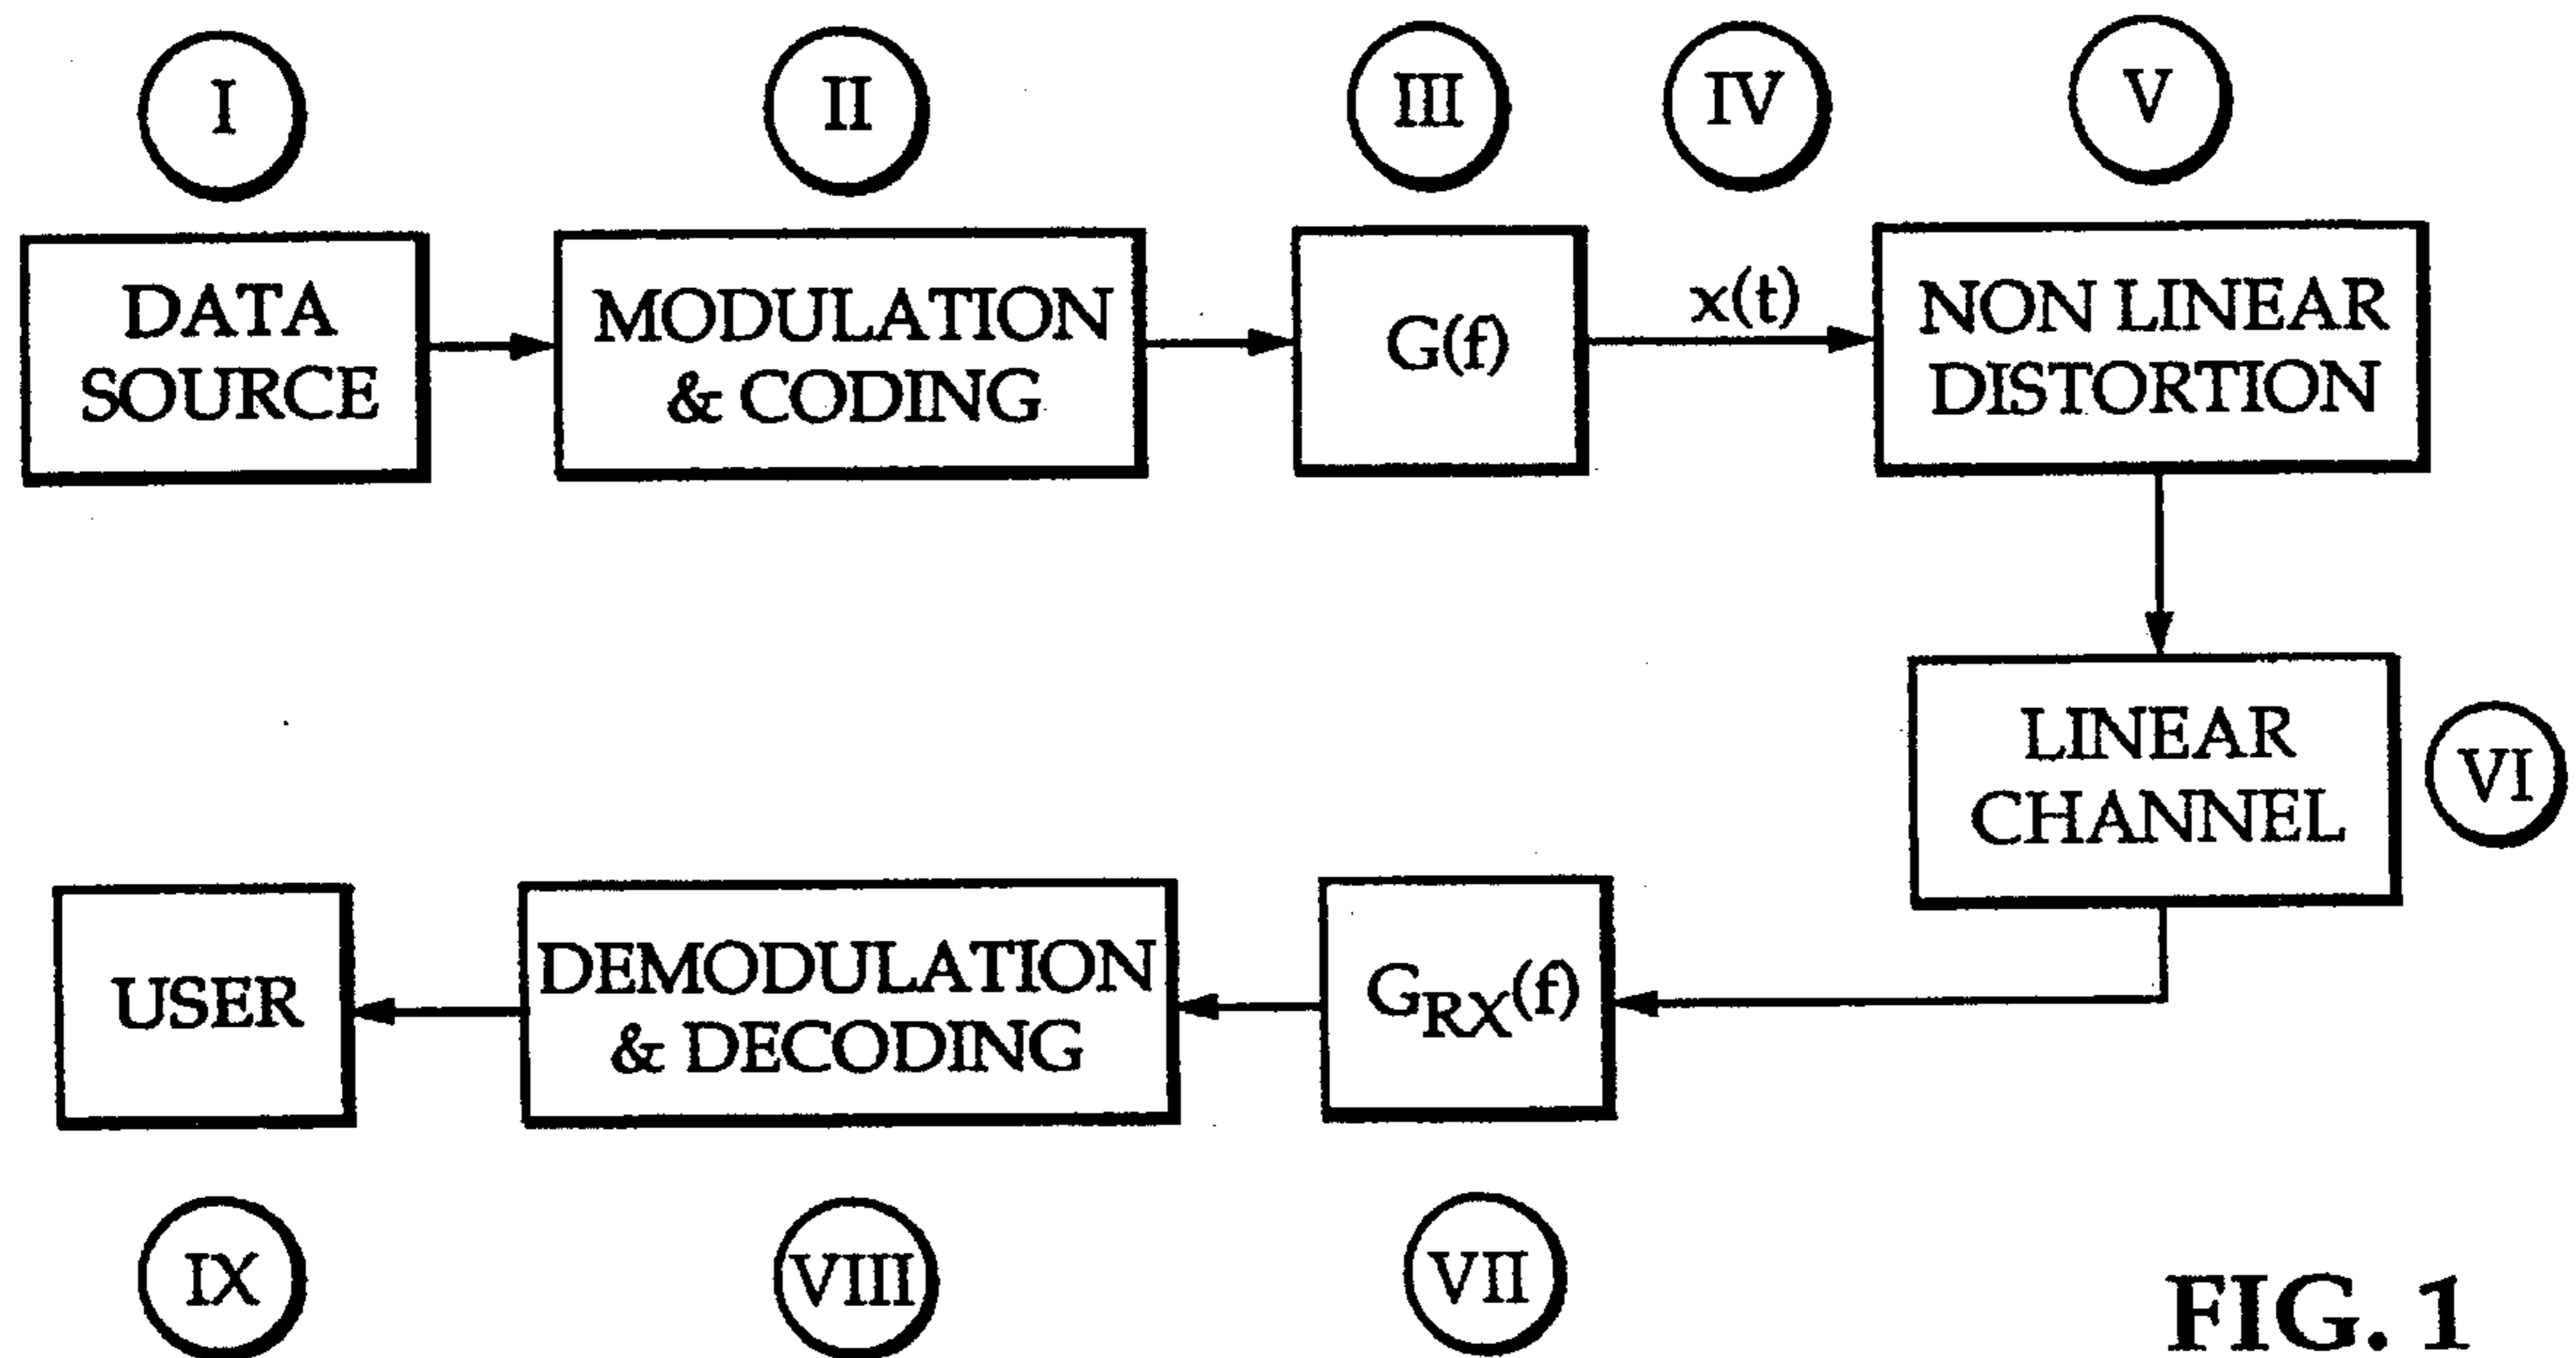 I
II
III
IV
V
DATA
SOURCE
MODULATION
& CODING
G(f)
x(t)
NON LINEAR
DISTORTION
LINEAR
CHANNEL
VI
USER
DEMODULATION
& DECODING
GRX(f)
IX
VIII
VII
FIG. 1